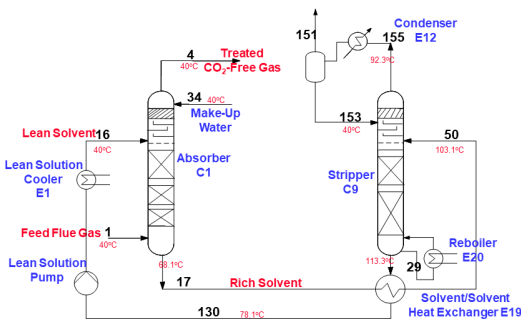 151
Condenser
E12
155
92.3°C
4
Treated
40°C
CO2-Free Gas
34
40°C
Make-Up
Water
153
40°C
Lean Solvent
16
40°C
50
103.1°C
Absorber
C1
Lean Solution
Cooler
E1
Stripper
C9
Feed Flue Gas
1
40°C
Reboiler
E20
29
68.1°C
113.3°C
Lean Solution
Pump
17
Rich Solvent
Solvent/Solvent
Heat Exchanger E19
130
78.1°C